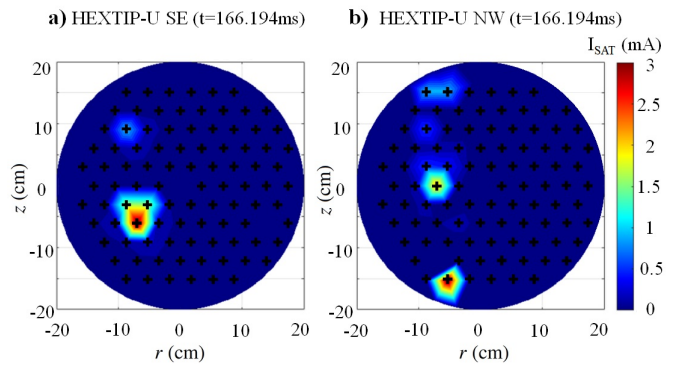 a) HEXTIP-U SE (t=166.194ms)
b) HEXTIP-U NW (t=166.194ms)
I_SAT (mA)
20
10
0
-10
-20
z (cm)
-20 -10 0 10 20
r (cm)
20
10
0
-10
-20
z (cm)
-20 -10 0 10 20
r (cm)
3
2.5
2
1.5
1
0.5
0